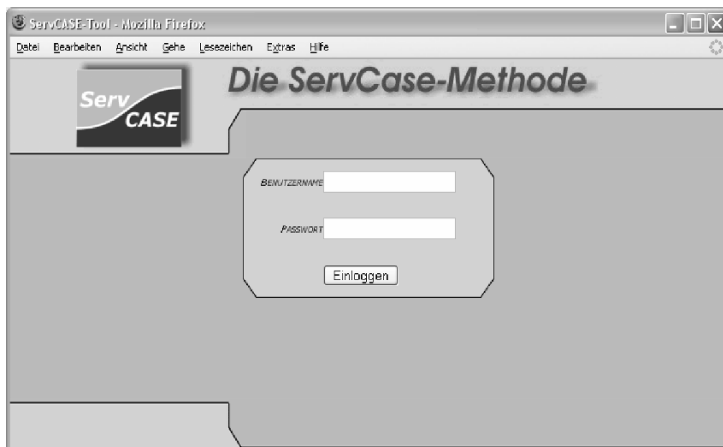 ServCASE-Tool - Mozilla Firefox
Datei Bearbeiten Ansicht Gehe Lesezeichen Extras Hilfe
Die ServCase-Methode
Serv
CASE
BENUTZERNAME
PASSWORT
Einloggen